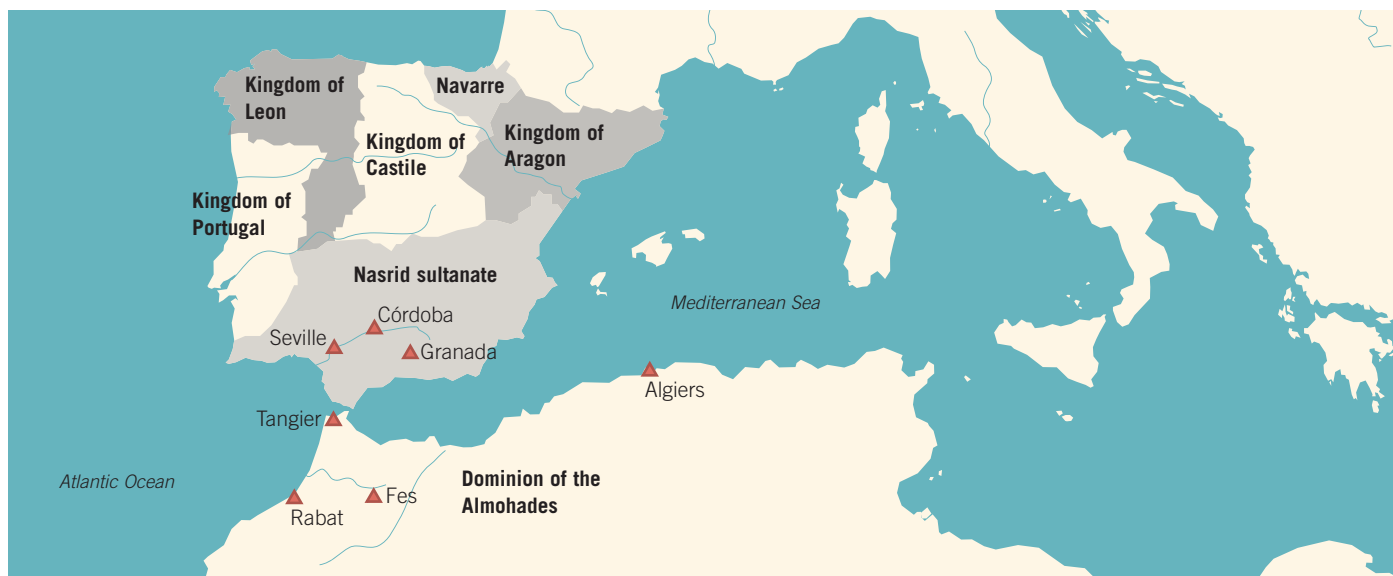 Kingdom of
Leon
Navarre
Kingdom of
Castile
Kingdom of
Aragon
Kingdom of
Portugal
Nasrid sultanate
Mediterranean Sea
Córdoba
Seville
Granada
Algiers
Tangier
Atlantic Ocean
Dominion of the
Almohades
Fes
Rabat